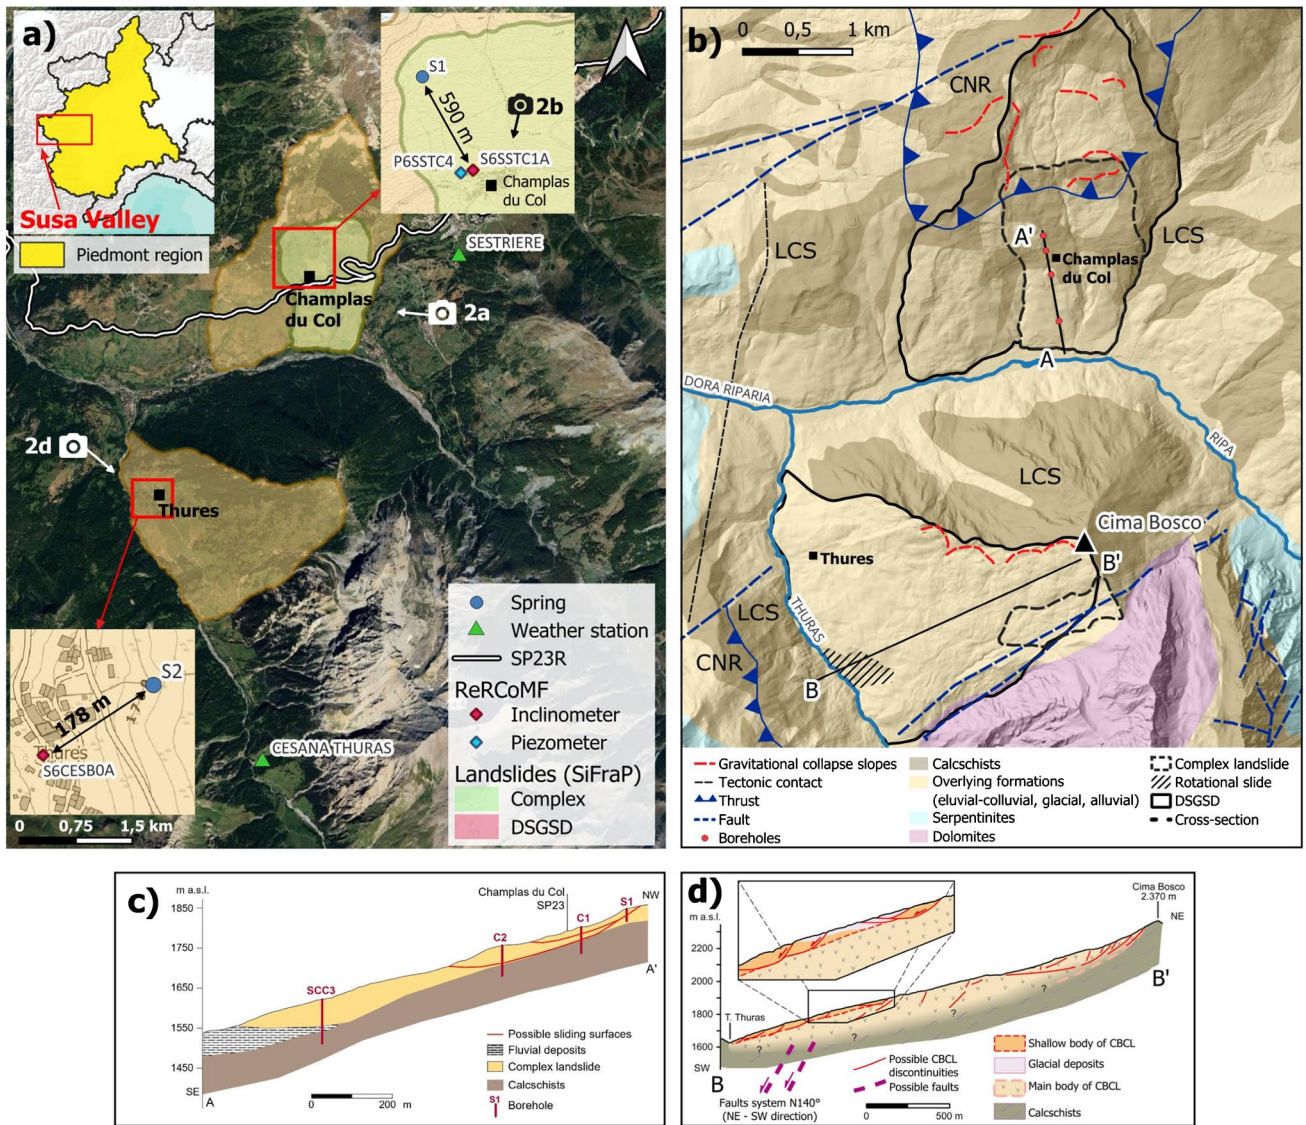 a)
Susa Valley
Piedmont region
S1
590 m
2b
P6SSTC4
S6SSTC1A
Champlas
du Col
SESTRIERE
Champlas
du Col
2a
2d
Thures
S2
178 m
Thures
S6CESB0A
0 0,75 1,5 km
CESANA THURAS
Spring
Weather station
SP23R
ReRCoMF
Inclinometer
Piezometer
Landslides (SiFraP)
Complex
DSGSD
b)
0 0,5 1 km
CNR
LCS
LCS
A'
Champlas
du Col
A
DORA RIPARIA
RIPA
LCS
Cima Bosco
B'
Thures
THURAS
LCS
CNR
B
Gravitational collapse slopes
Tectonic contact
Thrust
Fault
Boreholes
Calcschists
Overlying formations
(eluvial-colluvial, glacial, alluvial)
Serpentinites
Dolomites
Complex landslide
Rotational slide
DSGSD
Cross-section
c)
m a.s.l.
1850
1750
1650
1550
1450
SE
A
Champlas du Col
SP23
S1
NW
C1
C2
SCC3
A'
Possible sliding surfaces
Fluvial deposits
Complex landslide
Calcschists
S1
Borehole
0 200 m
d)
m a.s.l.
2200
2000
1800
1600
SW
B
T. Thuras
Cima Bosco
2.370 m
NE
B'
?
?
?
Faults system N140°
(NE - SW direction)
Possible CBCL
discontinuities
Possible faults
0 500 m
Shallow body of CBCL
Glacial deposits
Main body of CBCL
Calcschists